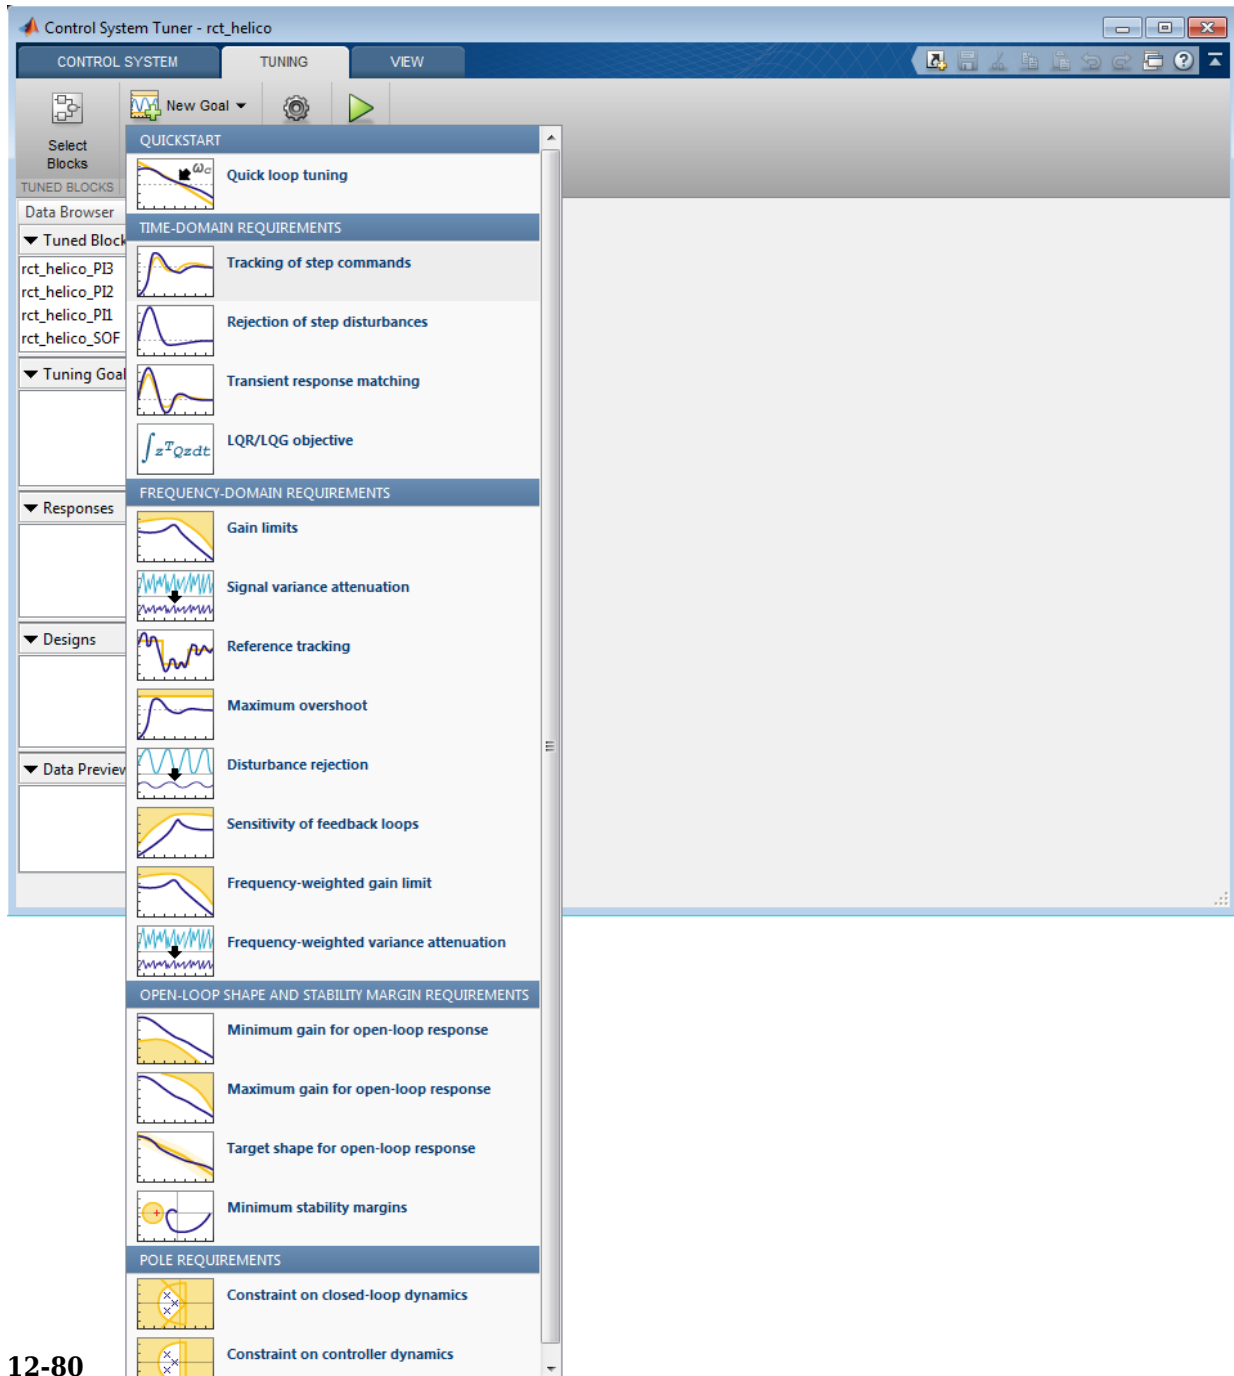 Control System Tuner - rct_helico
CONTROL SYSTEM TUNING VIEW
New Goal
Select
Blocks
TUNED BLOCKS
Data Browser
Tuned Block
rct_helico_PI3
rct_helico_PI2
rct_helico_PI1
rct_helico_SOF
Tuning Goal
Responses
Designs
Data Preview
QUICKSTART
ωc
Quick loop tuning
TIME-DOMAIN REQUIREMENTS
Tracking of step commands
Rejection of step disturbances
Transient response matching
∫zᵀQzdt
LQR/LQG objective
FREQUENCY-DOMAIN REQUIREMENTS
Gain limits
Signal variance attenuation
Reference tracking
Maximum overshoot
Disturbance rejection
Sensitivity of feedback loops
Frequency-weighted gain limit
Frequency-weighted variance attenuation
OPEN-LOOP SHAPE AND STABILITY MARGIN REQUIREMENTS
Minimum gain for open-loop response
Maximum gain for open-loop response
Target shape for open-loop response
Minimum stability margins
POLE REQUIREMENTS
Constraint on closed-loop dynamics
Constraint on controller dynamics
12-80